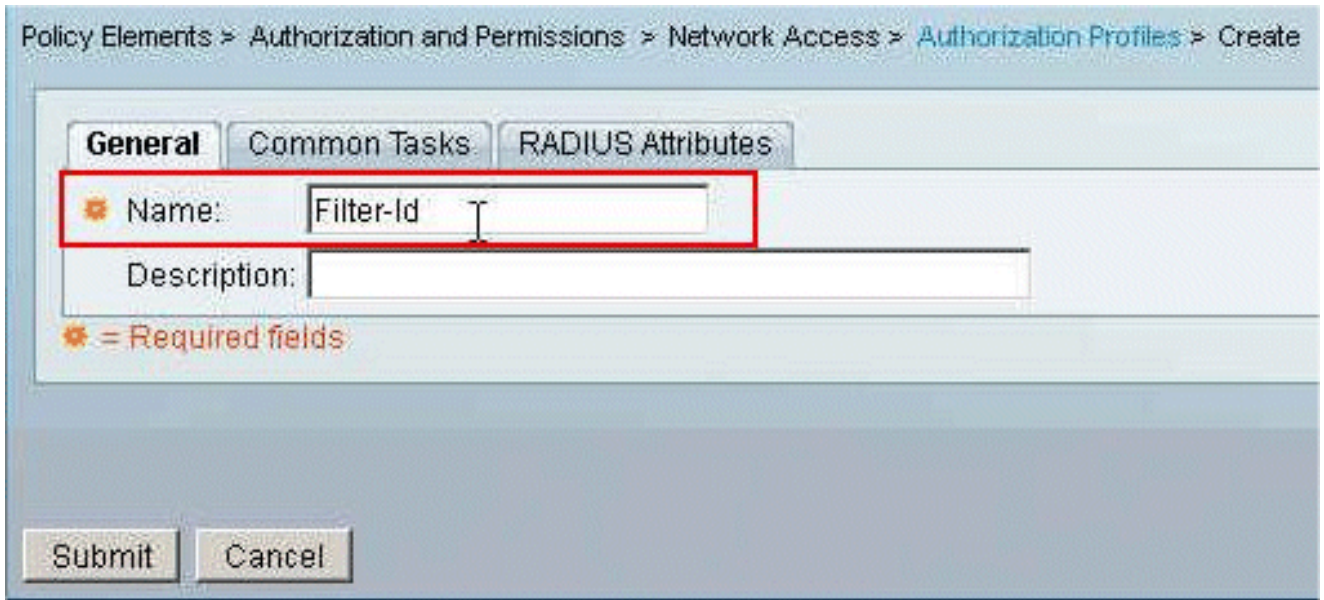 Policy Elements > Authorization and Permissions > Network Access > Authorization Profiles > Create
General Common Tasks RADIUS Attributes
Name: Filter-Id
Description:
= Required fields
Submit Cancel